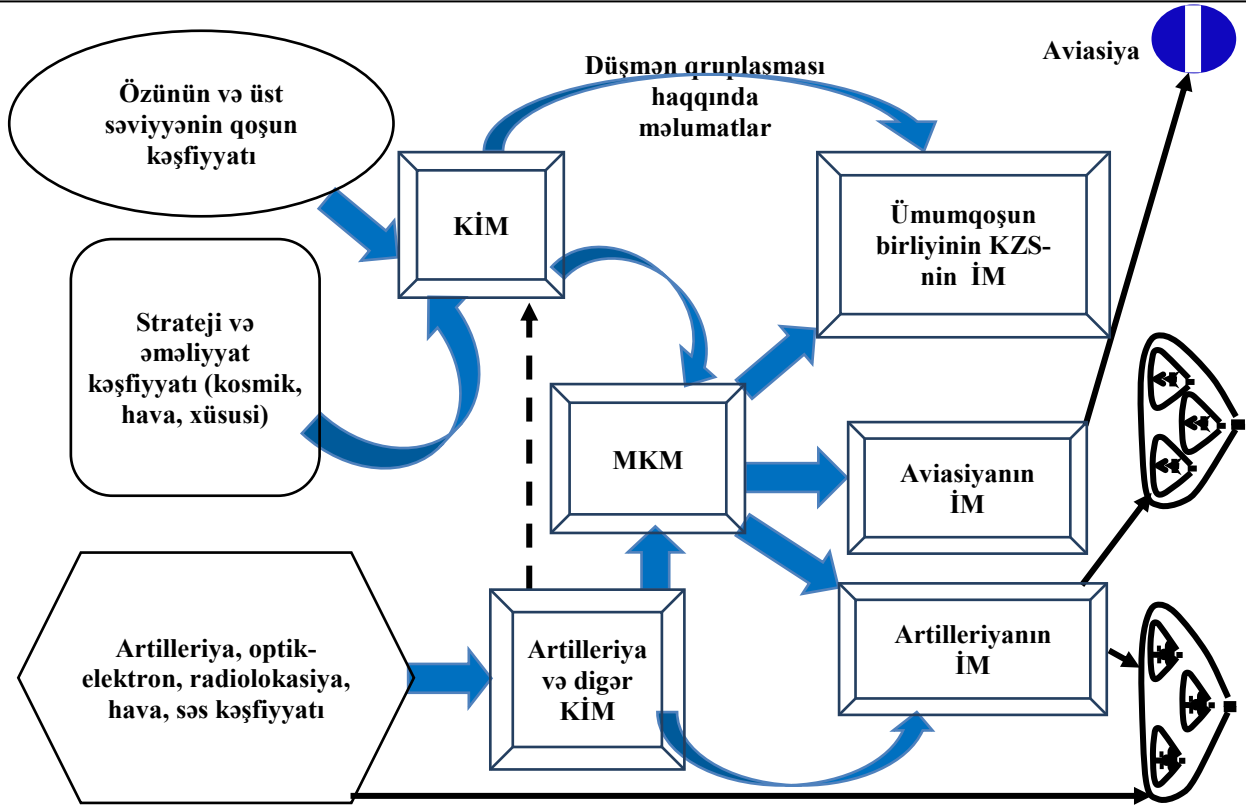 Aviasiya
Düşmən qruplaşması
haqqında
məlumatlar
Özünün və üst
səviyyənin qoşun
kəşfiyyatı
KİM
Ümumqoşun
birliyinin KZS-
nin İM
Strateji və
əməliyyat
kəşfiyyatı (kosmik,
hava, xüsusi)
MKM
Aviasiyanın
İM
Artilleriya, optik-
elektron, radiolokasiya,
hava, səs kəşfiyyatı
Artilleriya
və digər
KİM
Artilleriyanın
İM